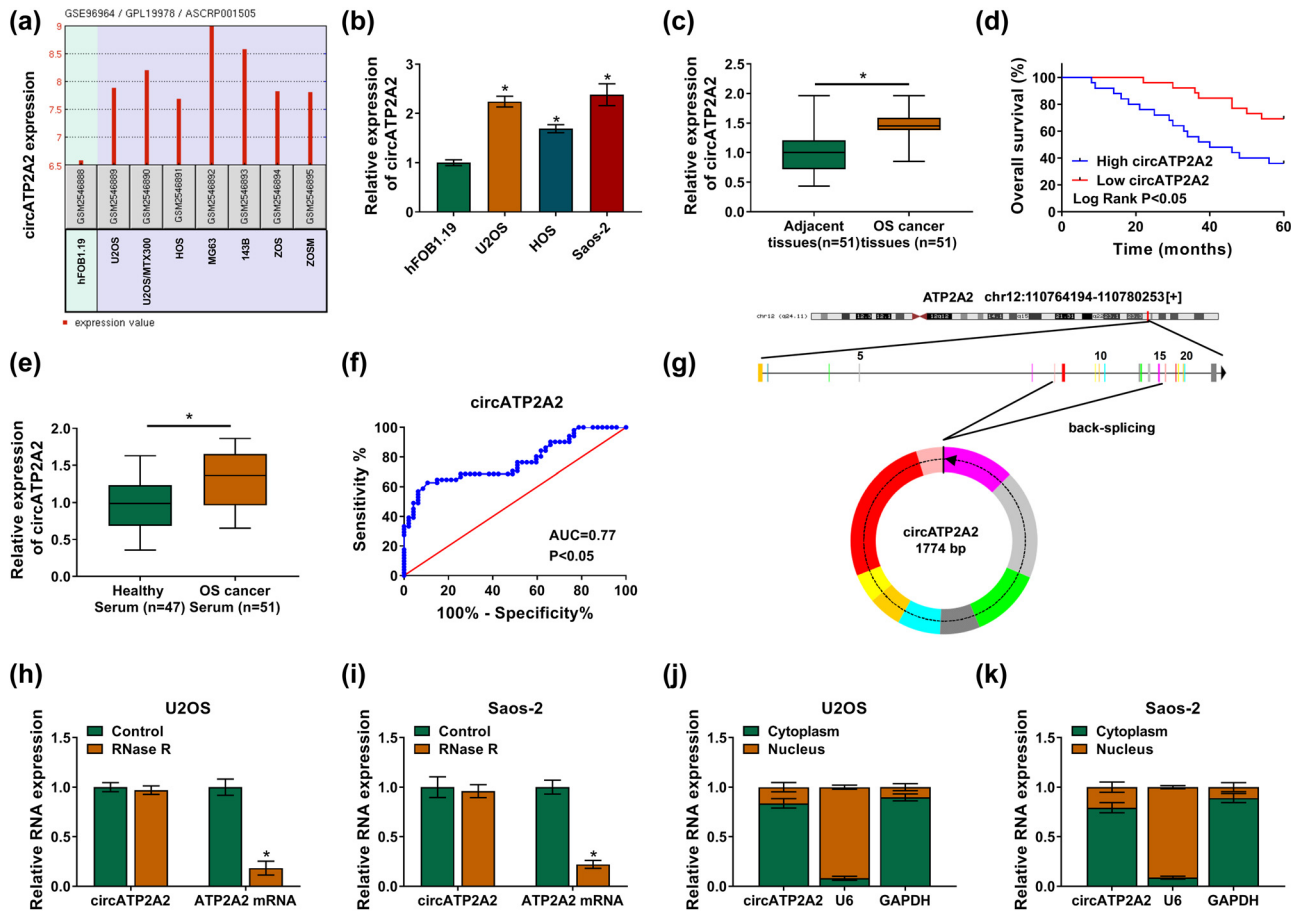 (a)
GSE96964 / GPL19978 / ASCRP001505
circATP2A2 expression
9
8.5
8
7.5
7
6.5
GSM2546888
GSM2546889
GSM2546890
GSM2546891
GSM2546892
GSM2546893
GSM2546894
GSM2546895
hFOB1.19
U2OS
U2OS/MTX300
HOS
MG63
143B
ZOS
ZOSM
expression value
(b)
Relative expression
of circATP2A2
3
2
1
0
*
*
*
hFOB1.19
U2OS
HOS
Saos-2
(c)
Relative expression
of circATP2A2
2.5
2.0
1.5
1.0
0.5
0.0
*
Adjacent
tissues(n=51)
OS cancer
tissues (n=51)
(d)
Overall survival (%)
100
80
60
40
20
0
High circATP2A2
Low circATP2A2
Log Rank P<0.05
0
20
40
60
Time (months)
(e)
Relative expression
of circATP2A2
2.0
1.5
1.0
0.5
0.0
*
Healthy
Serum (n=47)
OS cancer
Serum (n=51)
(f)
circATP2A2
Sensitivity %
100
80
60
40
20
0
AUC=0.77
P<0.05
0
20
40
60
80
100
100% - Specificity%
(g)
ATP2A2 chr12:110764194-110780253[+]
chr12 (q24.11)
5
10
15
20
back-splicing
circATP2A2
1774 bp
(h)
U2OS
Relative RNA expression
1.5
1.0
0.5
0.0
Control
RNase R
*
circATP2A2
ATP2A2 mRNA
(i)
Saos-2
Relative RNA expression
1.5
1.0
0.5
0.0
Control
RNase R
*
circATP2A2
ATP2A2 mRNA
(j)
U2OS
Relative RNA expression
1.5
1.0
0.5
0.0
Cytoplasm
Nucleus
circATP2A2
U6
GAPDH
(k)
Saos-2
Relative RNA expression
1.5
1.0
0.5
0.0
Cytoplasm
Nucleus
circATP2A2
U6
GAPDH